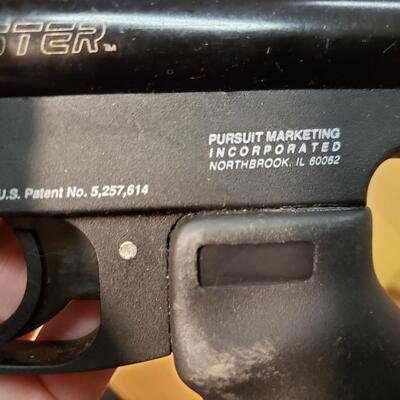 STER™
PURSUIT MARKETING
INCORPORATED
NORTHBROOK, IL 60062
U.S. Patent No. 5,257,614